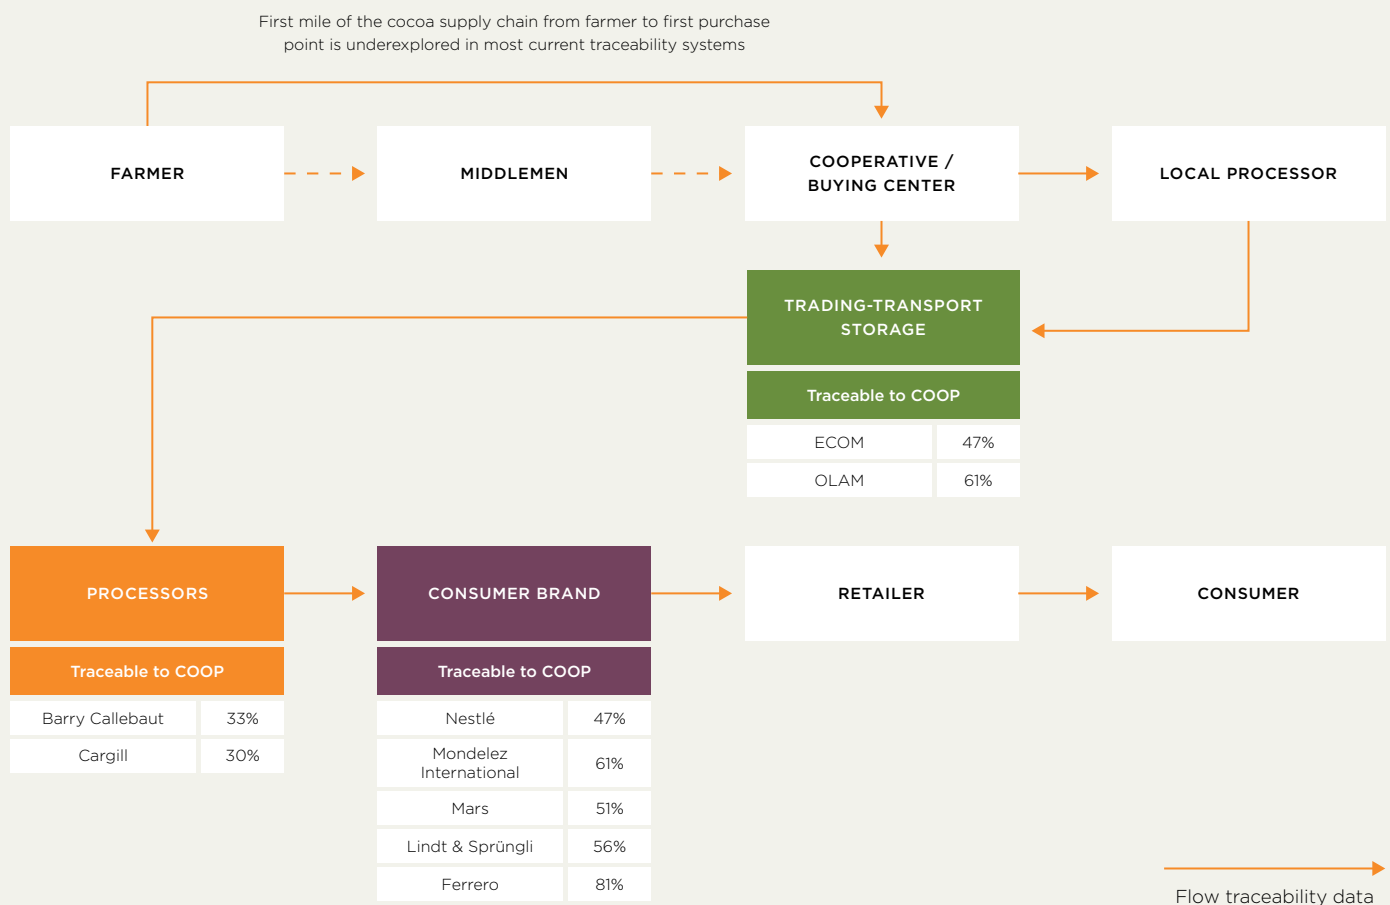 First mile of the cocoa supply chain from farmer to first purchase
point is underexplored in most current traceability systems
FARMER
MIDDLEMEN
COOPERATIVE /
BUYING CENTER
LOCAL PROCESSOR
TRADING-TRANSPORT
STORAGE
Traceable to COOP
ECOM 47%
OLAM 61%
PROCESSORS
Traceable to COOP
Barry Callebaut 33%
Cargill 30%
CONSUMER BRAND
Traceable to COOP
Nestlé 47%
Mondelez
International 61%
Mars 51%
Lindt & Sprüngli 56%
Ferrero 81%
RETAILER
CONSUMER
Flow traceability data